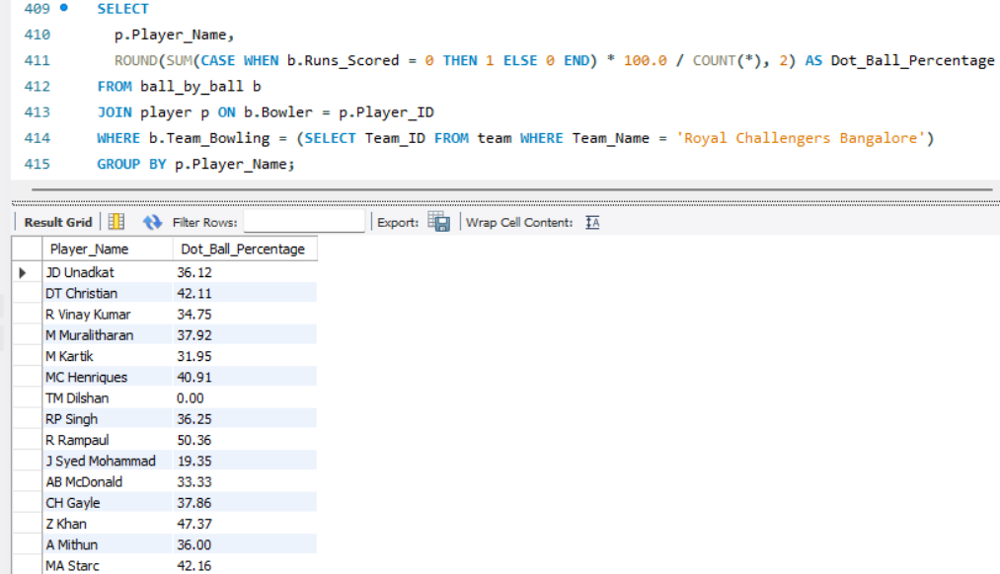 409 SELECT
410 p.Player_Name,
411 ROUND(SUM(CASE WHEN b.Runs_Scored = 0 THEN 1 ELSE 0 END) * 100.0 / COUNT(*), 2) AS Dot_Ball_Percentage
412 FROM ball_by_ball b
413 JOIN player p ON b.Bowler = p.Player_ID
414 WHERE b.Team_Bowling = (SELECT Team_ID FROM team WHERE Team_Name = 'Royal Challengers Bangalore')
415 GROUP BY p.Player_Name;
Result Grid Filter Rows: Export: Wrap Cell Content:
Player_Name Dot_Ball_Percentage
JD Unadkat 36.12
DT Christian 42.11
R Vinay Kumar 34.75
M Muralitharan 37.92
M Kartik 31.95
MC Henriques 40.91
TM Dilshan 0.00
RP Singh 36.25
R Rampaul 50.36
J Syed Mohammad 19.35
AB McDonald 33.33
CH Gayle 37.86
Z Khan 47.37
A Mithun 36.00
MA Starc 42.16